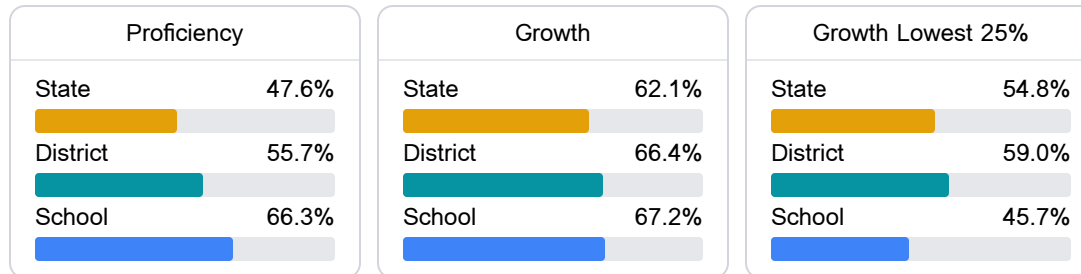 Proficiency
State 47.6%
District 55.7%
School 66.3%
Growth
State 62.1%
District 66.4%
School 67.2%
Growth Lowest 25%
State 54.8%
District 59.0%
School 45.7%